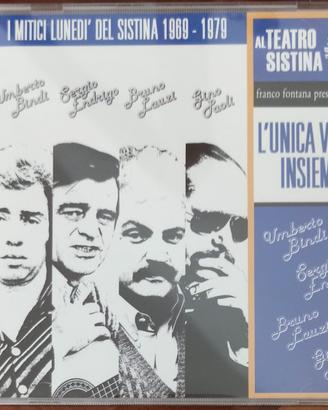 I MITICI LUNEDI' DEL SISTINA 1969 - 1979
Umberto
Bindi
Sergio
Endrigo
Bruno
Lauzi
Gino
Paoli
AL TEATRO
SISTINA
franco fontana pres
L'UNICA V
INSIEM
Umberto
Bindi
Sergio
En
Bruno
Lauzi
G